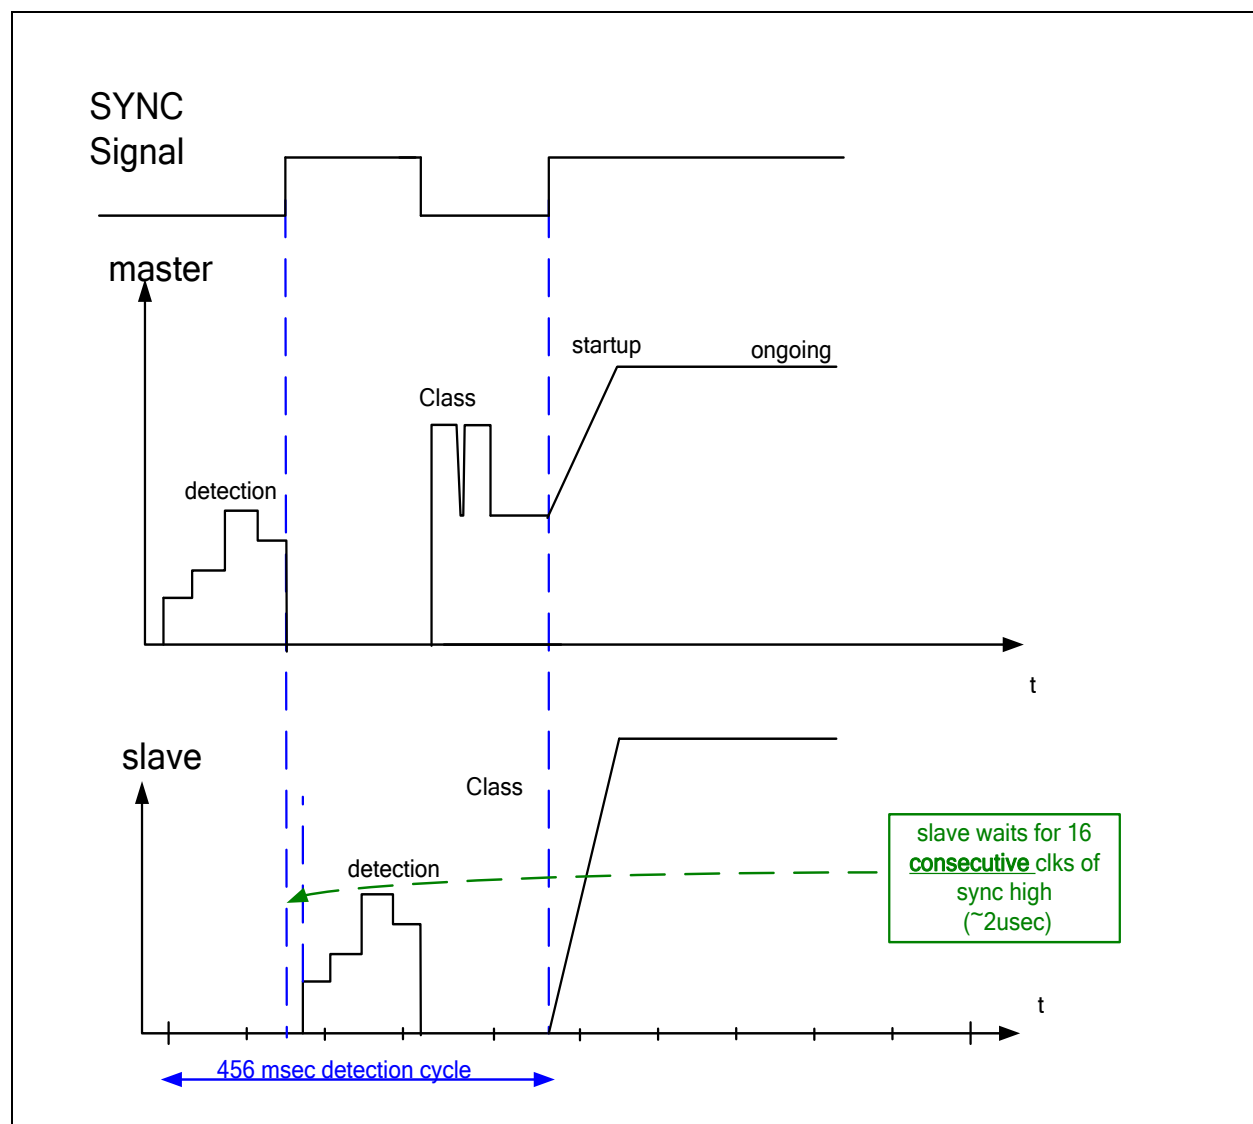 SYNC
Signal
master
startup
ongoing
Class
detection
t
slave
Class
detection
slave waits for 16
consecutive clks of
sync high
(~2usec)
t
456 msec detection cycle